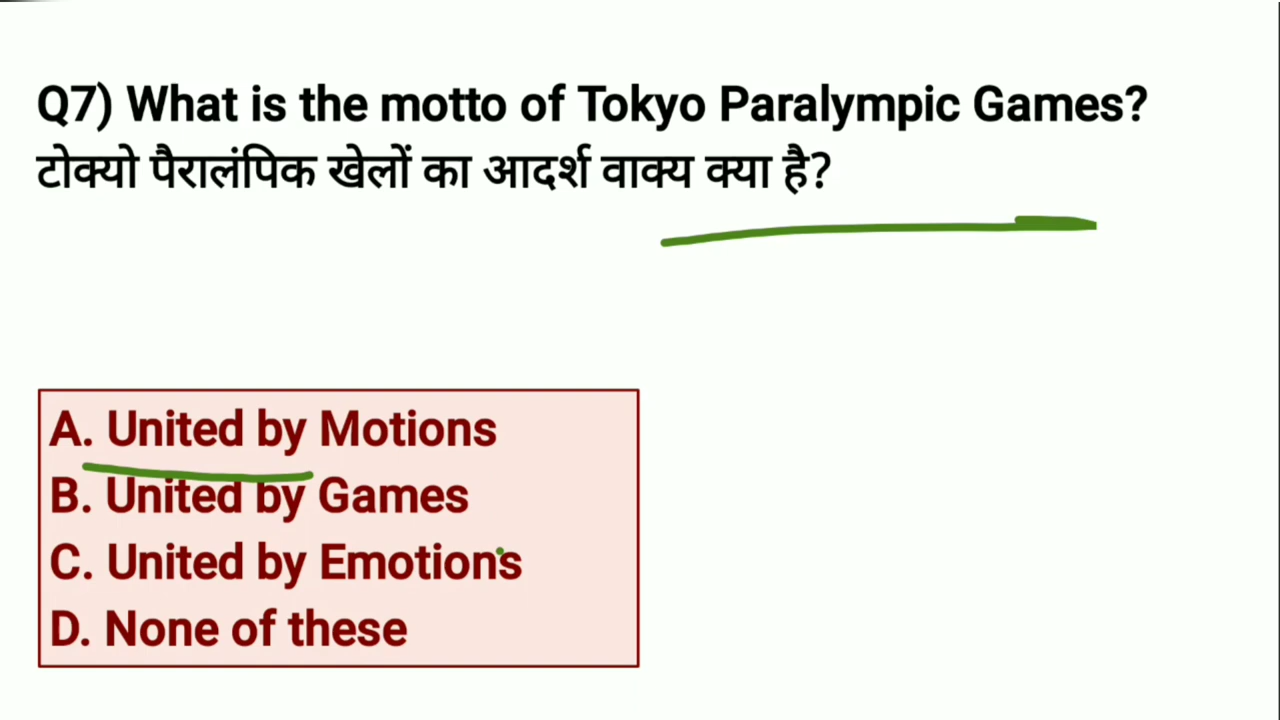 Q7) What is the motto of Tokyo Paralympic Games?
टोक्यो पैरालंपिक खेलों का आदर्श वाक्य क्या है?
A. United by Motions
B. United by Games
C. United by Emotions
D. None of these